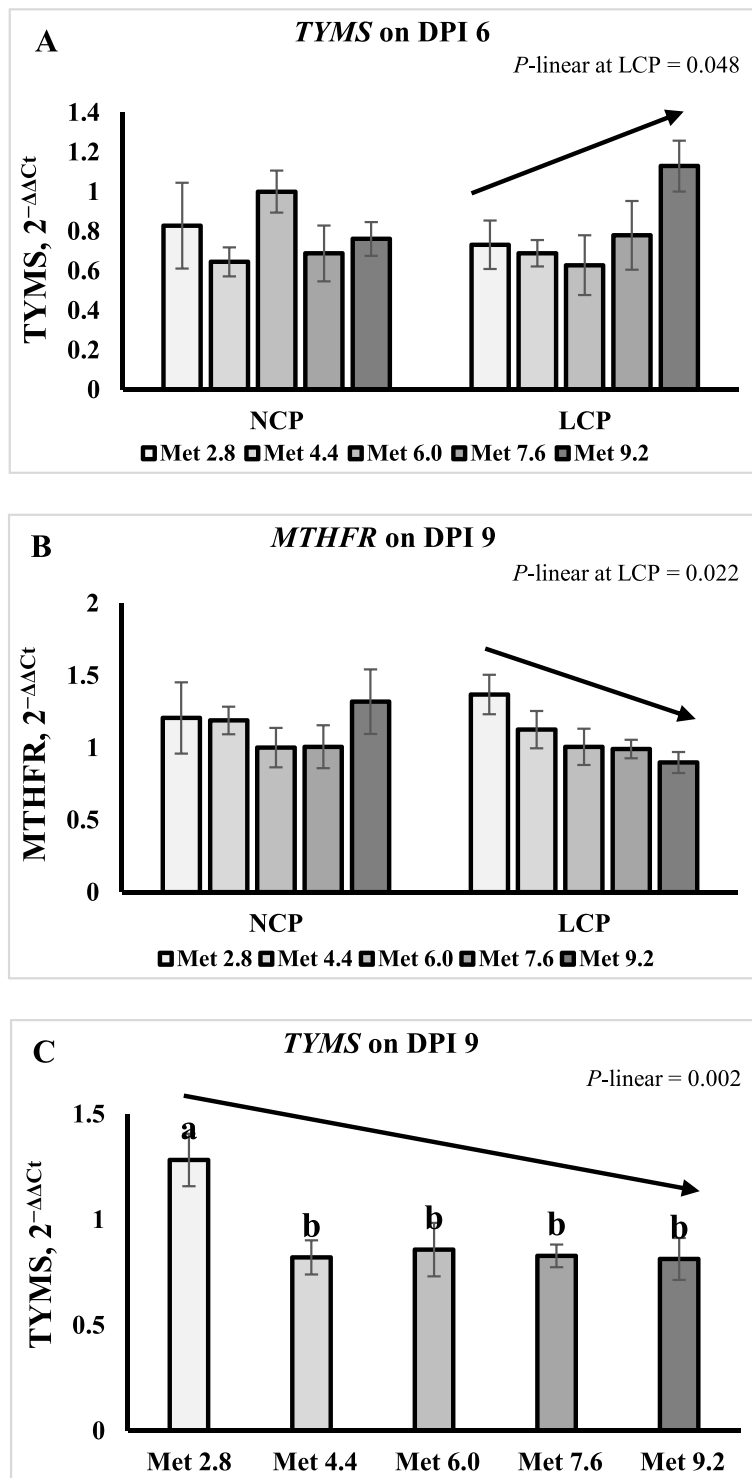 A
TYMS on DPI 6
P-linear at LCP = 0.048
TYMS, 2^−ΔΔCt
1.4
1.2
1
0.8
0.6
0.4
0.2
0
NCP LCP
Met 2.8 Met 4.4 Met 6.0 Met 7.6 Met 9.2
B
MTHFR on DPI 9
P-linear at LCP = 0.022
MTHFR, 2^−ΔΔCt
2
1.5
1
0.5
0
NCP LCP
Met 2.8 Met 4.4 Met 6.0 Met 7.6 Met 9.2
C
TYMS on DPI 9
P-linear = 0.002
TYMS, 2^−ΔΔCt
1.5
1
0.5
0
a b b b b
Met 2.8 Met 4.4 Met 6.0 Met 7.6 Met 9.2